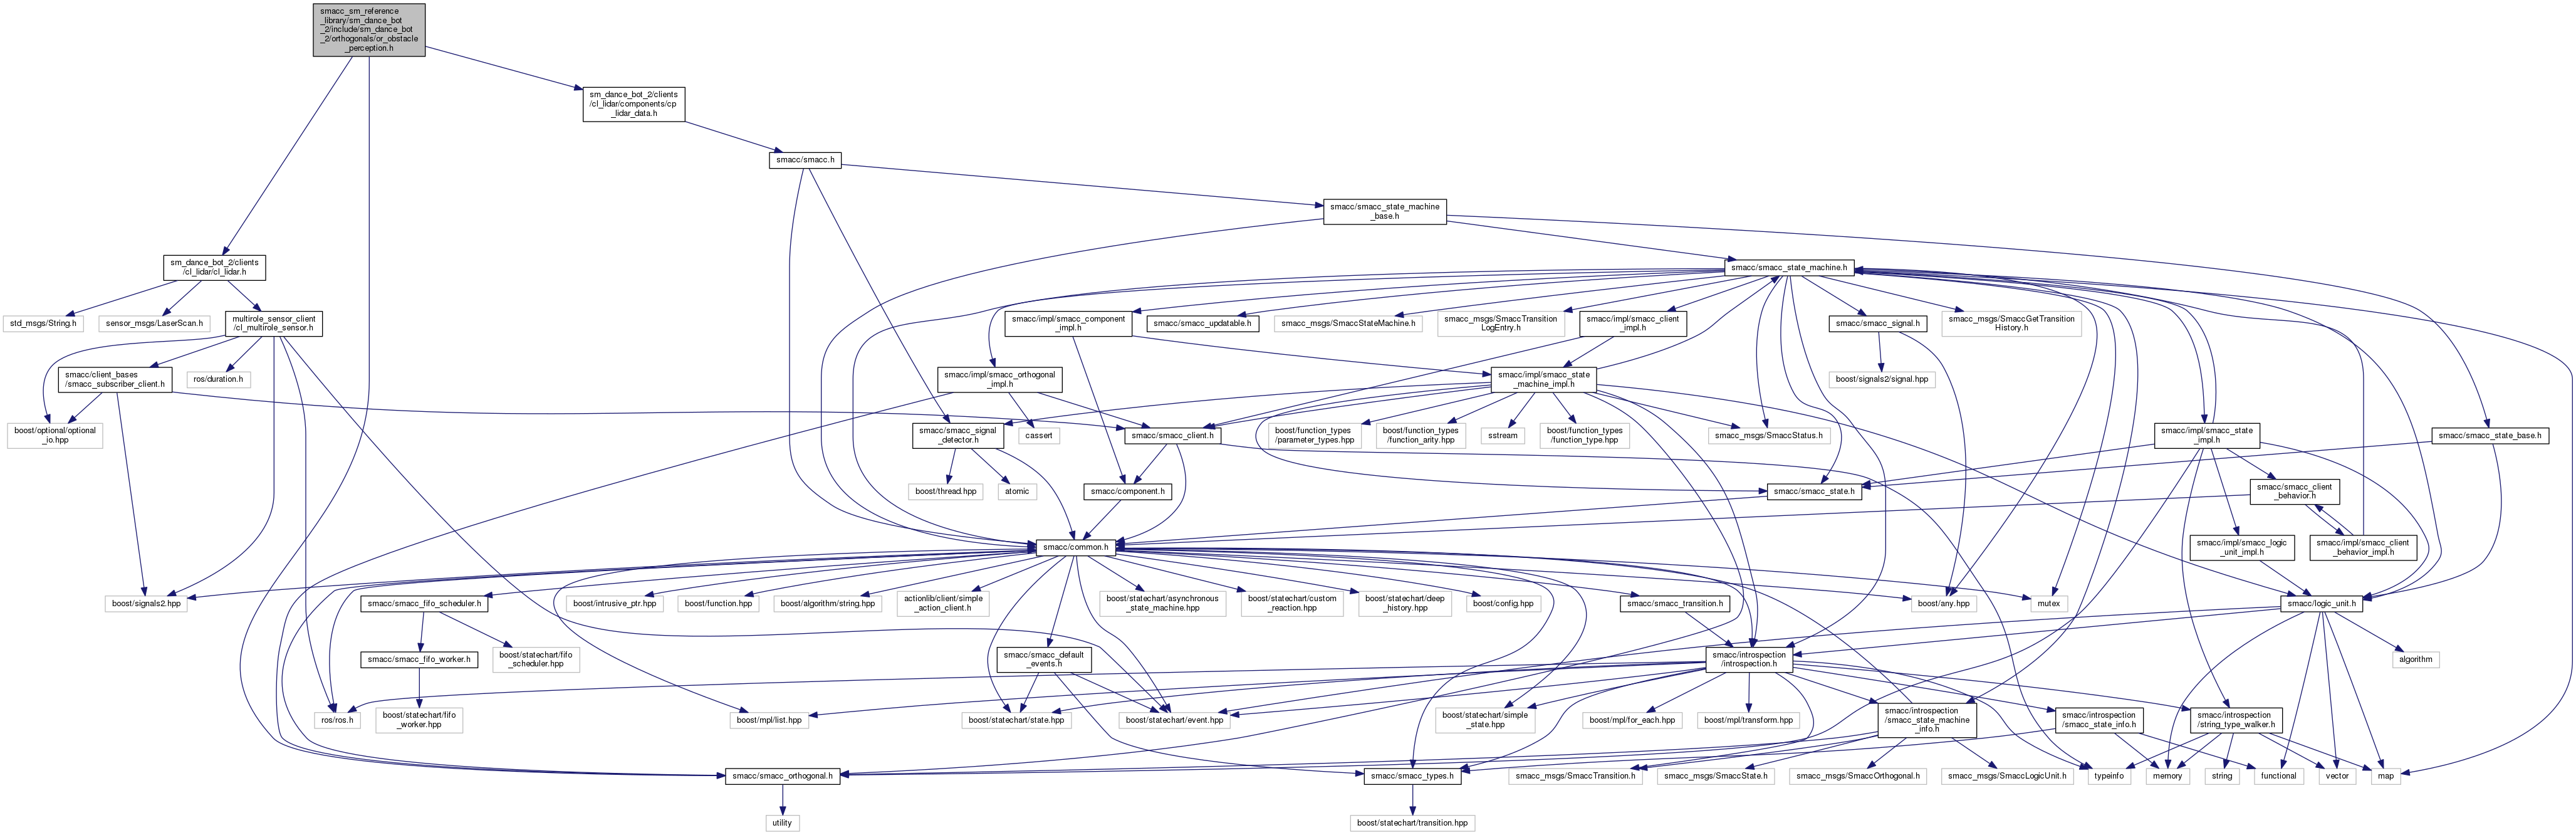 smacc_sm_reference
_library/sm_dance_bot
_2/include/sm_dance_bot
_2/orthogonals/or_obstacle
_perception.h
sm_dance_bot_2/clients
/cl_lidar/components/cp
_lidar_data.h
smacc/smacc.h
smacc/smacc_state_machine
_base.h
sm_dance_bot_2/clients
/cl_lidar/cl_lidar.h
smacc/smacc_state_machine.h
std_msgs/String.h
sensor_msgs/LaserScan.h
multirole_sensor_client
/cl_multirole_sensor.h
smacc/impl/smacc_component
_impl.h
smacc/smacc_updatable.h
smacc_msgs/SmaccStateMachine.h
smacc_msgs/SmaccTransition
LogEntry.h
smacc/impl/smacc_client
_impl.h
smacc/smacc_signal.h
smacc_msgs/SmaccGetTransition
History.h
smacc/client_bases
/smacc_subscriber_client.h
ros/duration.h
smacc/impl/smacc_orthogonal
_impl.h
smacc/impl/smacc_state
_machine_impl.h
boost/signals2/signal.hpp
boost/optional/optional
_io.hpp
smacc/smacc_signal
_detector.h
cassert
smacc/smacc_client.h
boost/function_types
/parameter_types.hpp
boost/function_types
/function_arity.hpp
sstream
boost/function_types
/function_type.hpp
smacc_msgs/SmaccStatus.h
smacc/impl/smacc_state
_impl.h
smacc/smacc_state_base.h
boost/thread.hpp
atomic
smacc/component.h
smacc/smacc_state.h
smacc/smacc_client
_behavior.h
smacc/common.h
smacc/impl/smacc_logic
_unit_impl.h
smacc/impl/smacc_client
_behavior_impl.h
boost/signals2.hpp
smacc/smacc_fifo_scheduler.h
boost/intrusive_ptr.hpp
boost/function.hpp
boost/algorithm/string.hpp
actionlib/client/simple
_action_client.h
boost/statechart/asynchronous
_state_machine.hpp
boost/statechart/custom
_reaction.hpp
boost/statechart/deep
_history.hpp
boost/config.hpp
smacc/smacc_transition.h
boost/any.hpp
mutex
smacc/logic_unit.h
smacc/smacc_fifo_worker.h
boost/statechart/fifo
_scheduler.hpp
smacc/smacc_default
_events.h
smacc/introspection
/introspection.h
algorithm
ros/ros.h
boost/statechart/fifo
_worker.hpp
boost/mpl/list.hpp
boost/statechart/state.hpp
boost/statechart/event.hpp
boost/statechart/simple
_state.hpp
boost/mpl/for_each.hpp
boost/mpl/transform.hpp
smacc/introspection
/smacc_state_machine
_info.h
smacc/introspection
/smacc_state_info.h
smacc/introspection
/string_type_walker.h
smacc/smacc_orthogonal.h
smacc/smacc_types.h
smacc_msgs/SmaccTransition.h
smacc_msgs/SmaccState.h
smacc_msgs/SmaccOrthogonal.h
smacc_msgs/SmaccLogicUnit.h
typeinfo
memory
string
functional
vector
map
utility
boost/statechart/transition.hpp